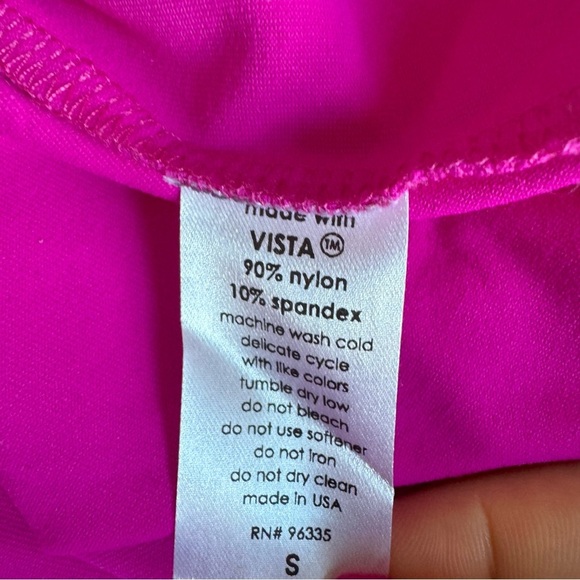 made with
VISTA ™
90% nylon
10% spandex
machine wash cold
delicate cycle
with like colors
tumble dry low
do not bleach
do not use softener
do not iron
do not dry clean
made in USA
RN# 96335
S